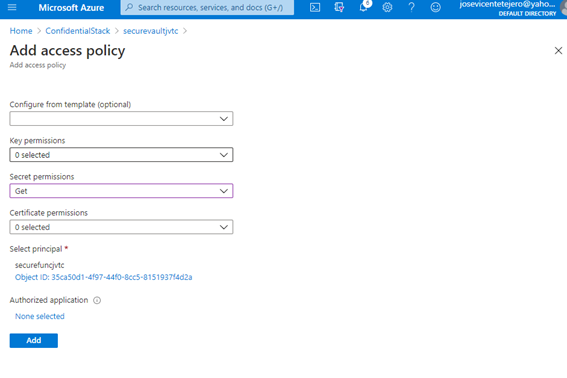 Microsoft Azure
Search resources, services, and docs (G+/)
6
josevicentetejero@yaho...
DEFAULT DIRECTORY
Home > ConfidentialStack > securevaultjvtc >
Add access policy
Add access policy
Configure from template (optional)
Key permissions
0 selected
Secret permissions
Get
Certificate permissions
0 selected
Select principal *
securefuncjvtc
Object ID: 35ca50d1-4f97-44f0-8cc5-8151937f4d2a
Authorized application
None selected
Add